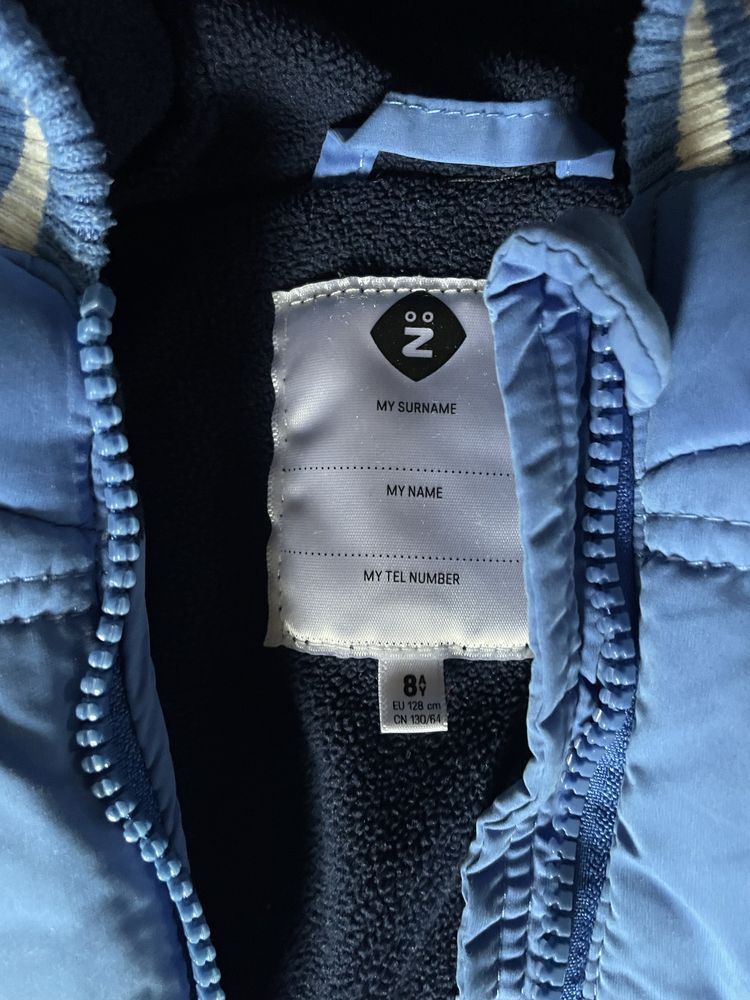 Z̈
MY SURNAME
MY NAME
MY TEL NUMBER
8 A
Y
EU 128 cm
CN 130/64